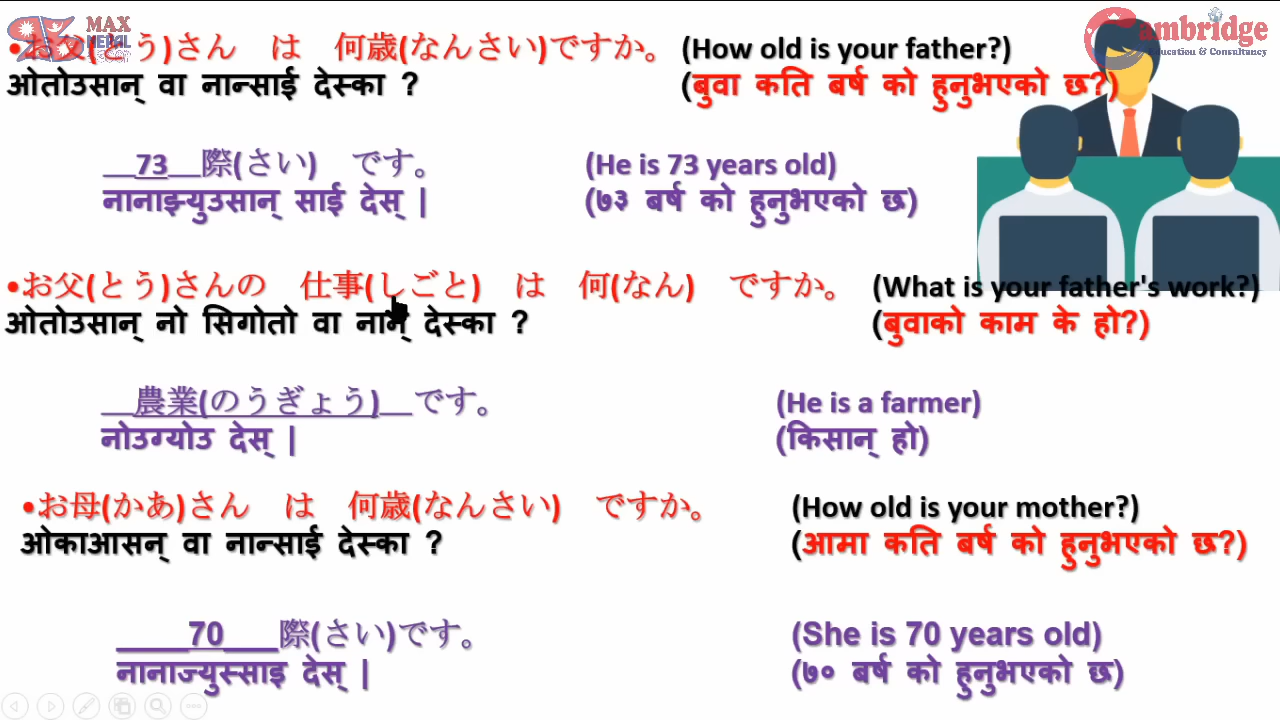 MAX NEPAL
Cambridge
Education & Consultancy
•お父(とう)さん は 何歳(なんさい)ですか。 (How old is your father?)
ओतोउसान् वा नान्साई देस्का ? (बुवा कति बर्ष को हुनुभएको छ?)
__73__際(さい) です。 (He is 73 years old)
नानाझ्युउसान् साई देस् | (७३ बर्ष को हुनुभएको छ)
•お父(とう)さんの 仕事(しごと) は 何(なん) ですか。 (What is your father's work?)
ओतोउसान् नो सिगोतो वा नान् देस्का ? (बुवाको काम के हो?)
__農業(のうぎょう)__です。 (He is a farmer)
नोउग्योउ देस् | (किसान् हो)
•お母(かあ)さん は 何歳(なんさい) ですか。 (How old is your mother?)
ओकाआसन् वा नान्साई देस्का ? (आमा कति बर्ष को हुनुभएको छ?)
____70___際(さい)です。 (She is 70 years old)
नानाज्युस्साइ देस् | (७० बर्ष को हुनुभएको छ)